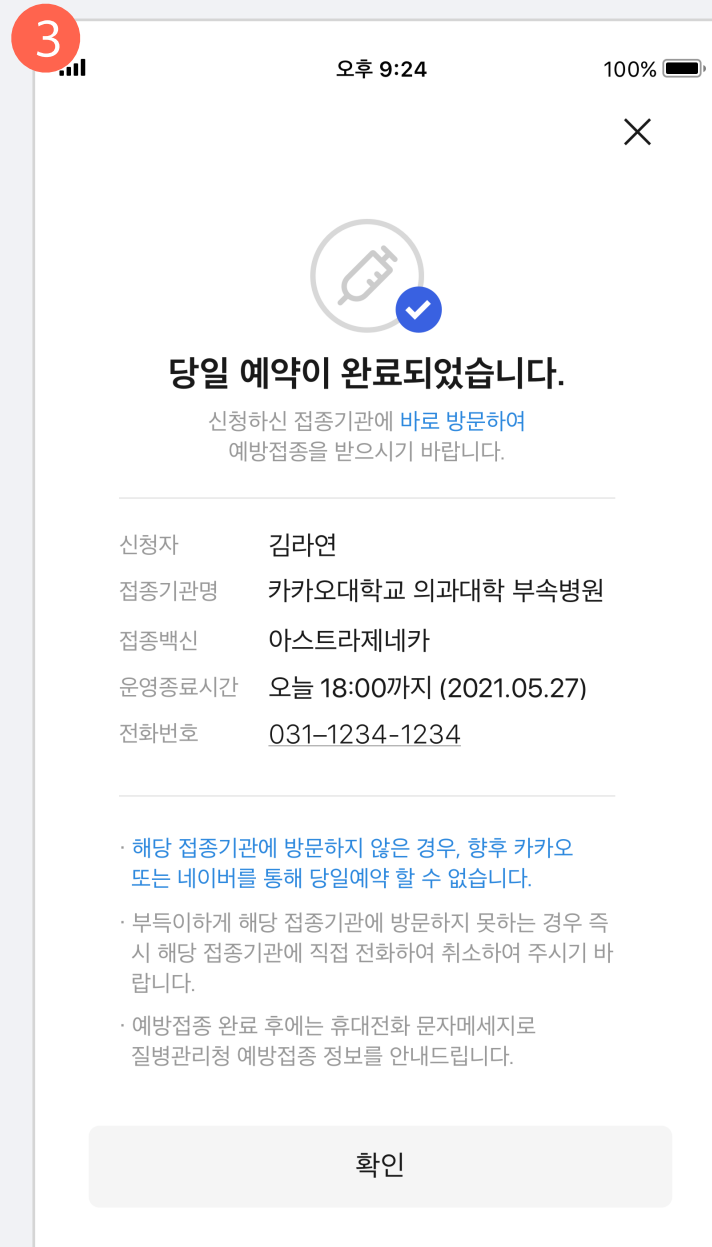 3
오후 9:24
100%
당일 예약이 완료되었습니다.
신청하신 접종기관에 바로 방문하여
예방접종을 받으시기 바랍니다.
신청자 김라연
접종기관명 카카오대학교 의과대학 부속병원
접종백신 아스트라제네카
운영종료시간 오늘 18:00까지 (2021.05.27)
전화번호 031–1234-1234
· 해당 접종기관에 방문하지 않은 경우, 향후 카카오
또는 네이버를 통해 당일예약 할 수 없습니다.
· 부득이하게 해당 접종기관에 방문하지 못하는 경우 즉
시 해당 접종기관에 직접 전화하여 취소하여 주시기 바
랍니다.
· 예방접종 완료 후에는 휴대전화 문자메세지로
질병관리청 예방접종 정보를 안내드립니다.
확인